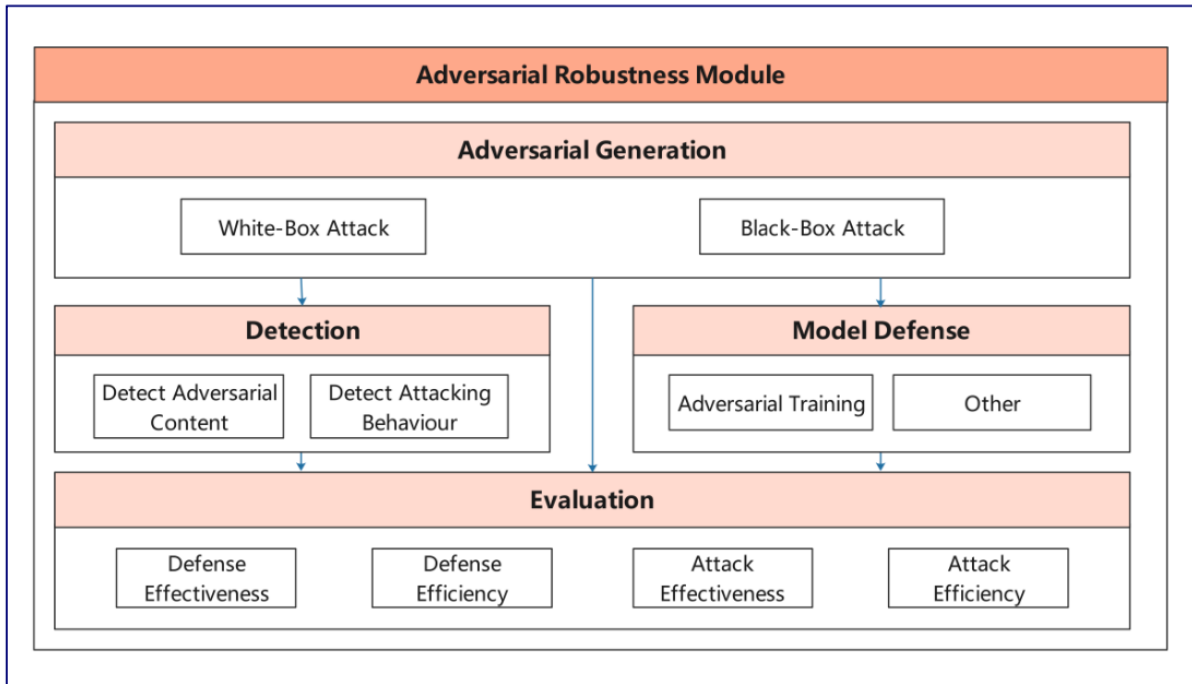 Adversarial Robustness Module
Adversarial Generation
White-Box Attack
Black-Box Attack
Detection
Detect Adversarial
Content
Detect Attacking
Behaviour
Model Defense
Adversarial Training
Other
Evaluation
Defense
Effectiveness
Defense
Efficiency
Attack
Effectiveness
Attack
Efficiency